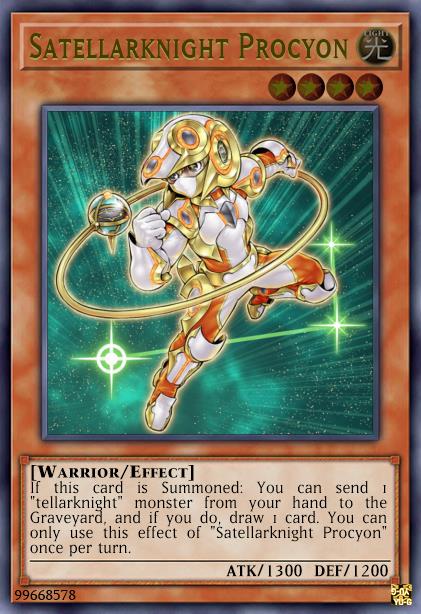 SATELLARKNIGHT PROCYON
LIGHT
光
[WARRIOR/EFFECT]
If this card is Summoned: You can send 1
"tellarknight" monster from your hand to the
Graveyard, and if you do, draw 1 card. You can
only use this effect of "Satellarknight Procyon"
once per turn.
ATK/1300 DEF/1200
99668578